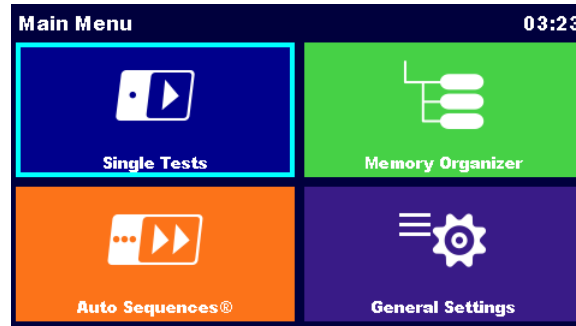 Main Menu 03:23
Single Tests
Memory Organizer
Auto Sequences®
General Settings